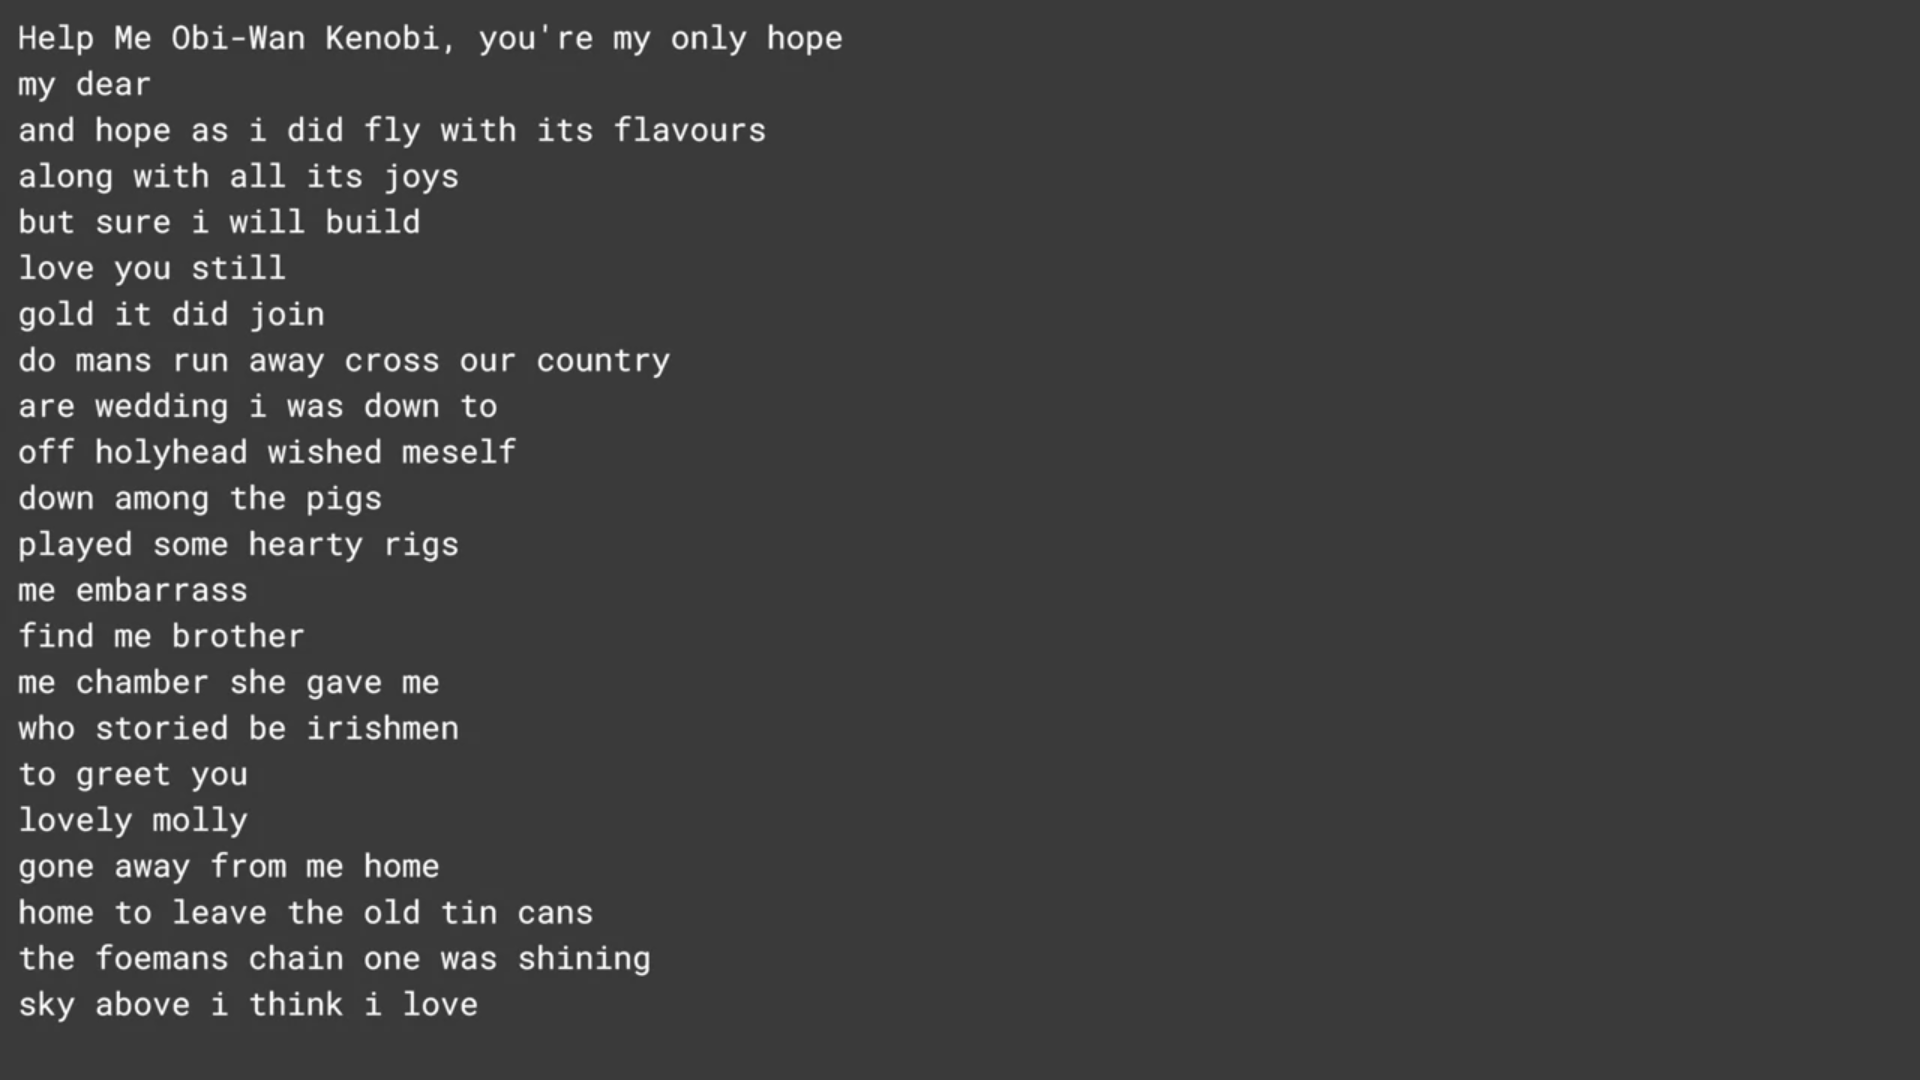 Help Me Obi-Wan Kenobi, you're my only hope
my dear
and hope as i did fly with its flavours
along with all its joys
but sure i will build
love you still
gold it did join
do mans run away cross our country
are wedding i was down to
off holyhead wished meself
down among the pigs
played some hearty rigs
me embarrass
find me brother
me chamber she gave me
who storied be irishmen
to greet you
lovely molly
gone away from me home
home to leave the old tin cans
the foemans chain one was shining
sky above i think i love